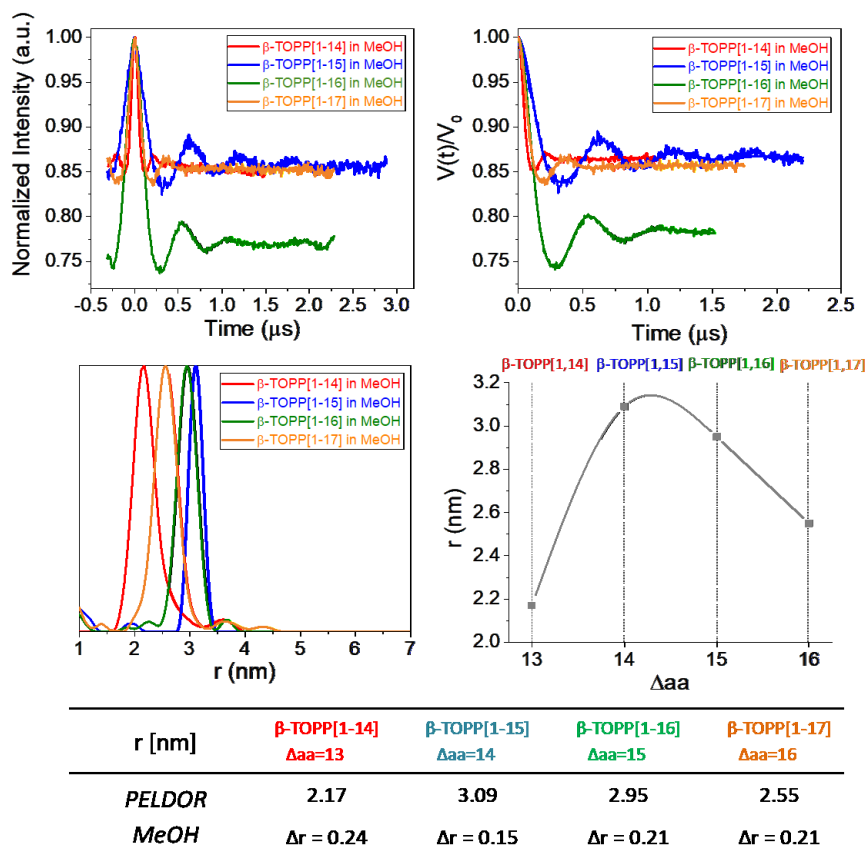 Normalized Intensity (a.u.)
1.00
0.95
0.90
0.85
0.80
0.75
β-TOPP[1-14] in MeOH
β-TOPP[1-15] in MeOH
β-TOPP[1-16] in MeOH
β-TOPP[1-17] in MeOH
-0.5 0.0 0.5 1.0 1.5 2.0 2.5 3.0
Time (μs)
V(t)/V0
1.00
0.95
0.90
0.85
0.80
0.75
β-TOPP[1-14] in MeOH
β-TOPP[1-15] in MeOH
β-TOPP[1-16] in MeOH
β-TOPP[1-17] in MeOH
0.0 0.5 1.0 1.5 2.0 2.5
Time (μs)
β-TOPP[1-14] in MeOH
β-TOPP[1-15] in MeOH
β-TOPP[1-16] in MeOH
β-TOPP[1-17] in MeOH
1 2 3 4 5 6 7
r (nm)
β-TOPP[1,14] β-TOPP[1,15] β-TOPP[1,16] β-TOPP[1,17]
r (nm)
3.2
3.0
2.8
2.6
2.4
2.2
2.0
13 14 15 16
Δaa
r [nm] β-TOPP[1-14] β-TOPP[1-15] β-TOPP[1-16] β-TOPP[1-17]
Δaa=13 Δaa=14 Δaa=15 Δaa=16
PELDOR 2.17 3.09 2.95 2.55
MeOH Δr = 0.24 Δr = 0.15 Δr = 0.21 Δr = 0.21